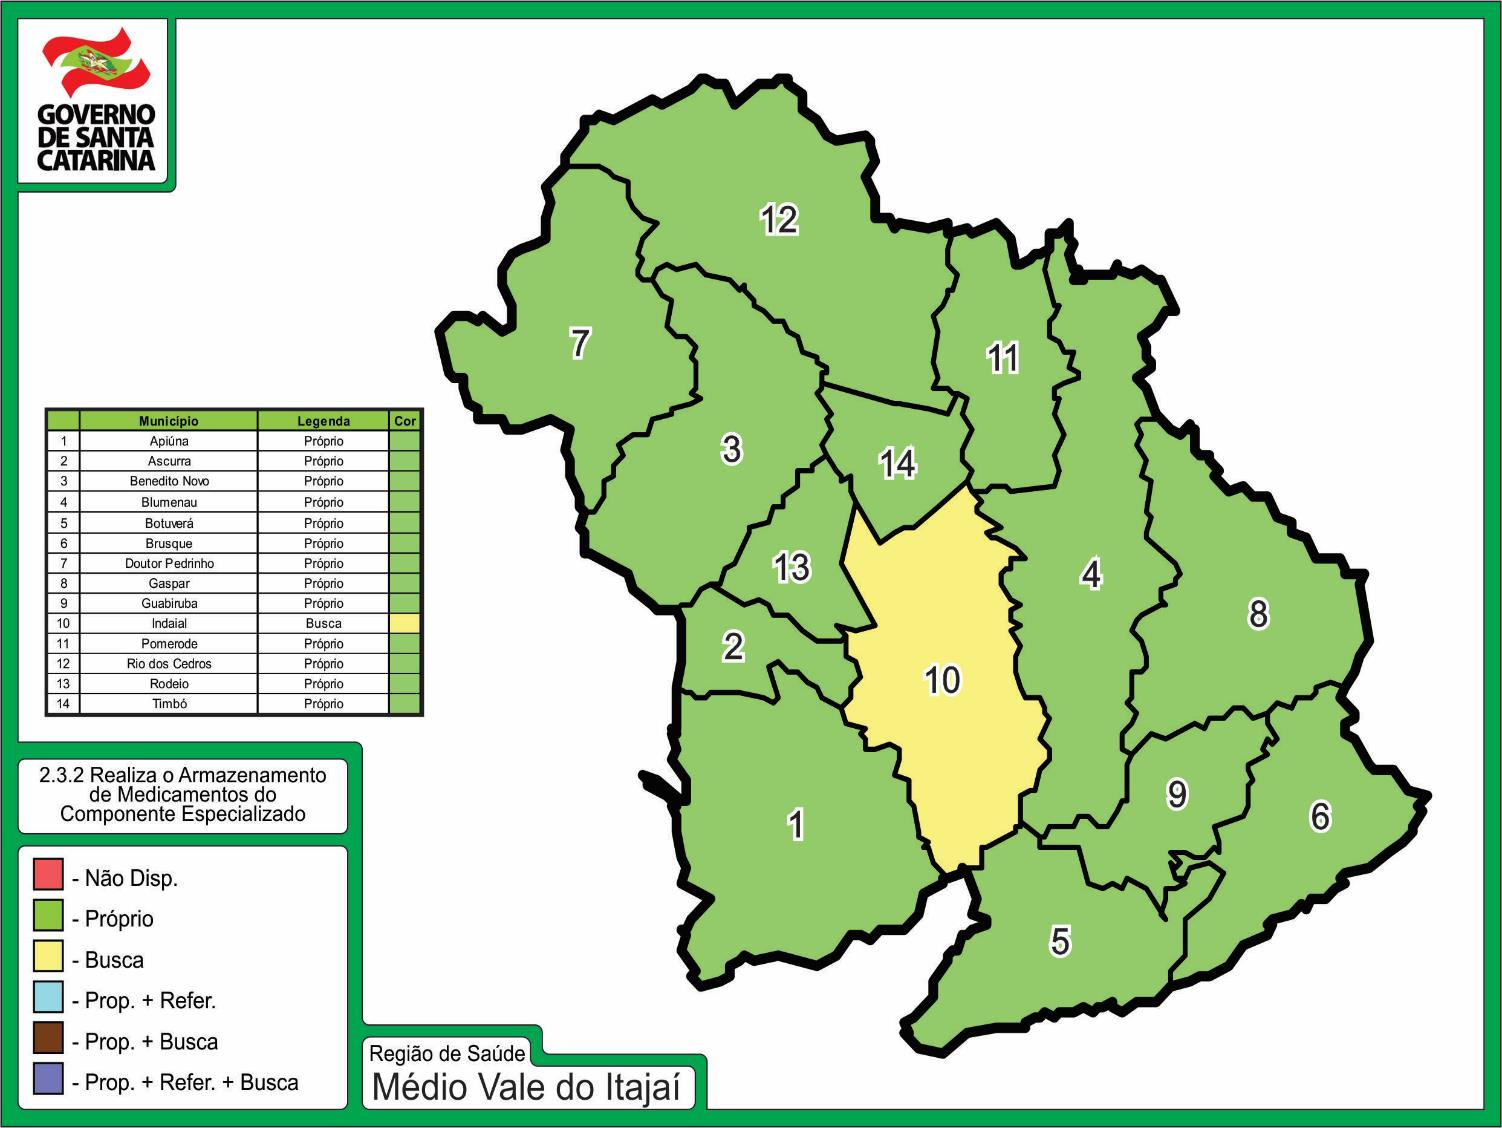 GOVERNO
DE SANTA
CATARINA
Município Legenda Cor
1 Apiúna Próprio
2 Ascurra Próprio
3 Benedito Novo Próprio
4 Blumenau Próprio
5 Botuverá Próprio
6 Brusque Próprio
7 Doutor Pedrinho Próprio
8 Gaspar Próprio
9 Guabiruba Próprio
10 Indaial Busca
11 Pomerode Próprio
12 Rio dos Cedros Próprio
13 Rodeio Próprio
14 Timbó Próprio
12
7
11
3
14
13
4
8
2
10
9
1
6
5
2.3.2 Realiza o Armazenamento
de Medicamentos do
Componente Especializado
- Não Disp.
- Próprio
- Busca
- Prop. + Refer.
- Prop. + Busca
- Prop. + Refer. + Busca
Região de Saúde
Médio Vale do Itajaí